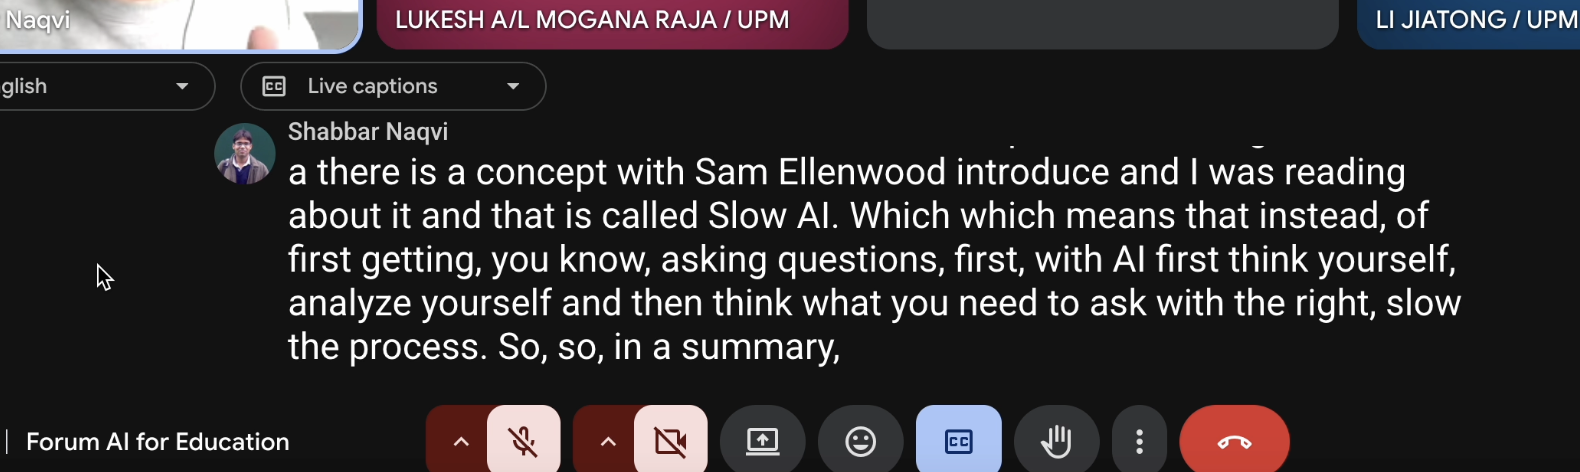 Naqvi
LUKESH A/L MOGANA RAJA / UPM
LI JIATONG / UPM
glish
CC Live captions
Shabbar Naqvi
a there is a concept with Sam Ellenwood introduce and I was reading
about it and that is called Slow AI. Which which means that instead, of
first getting, you know, asking questions, first, with AI first think yourself,
analyze yourself and then think what you need to ask with the right, slow
the process. So, so, in a summary,
Forum AI for Education
CC